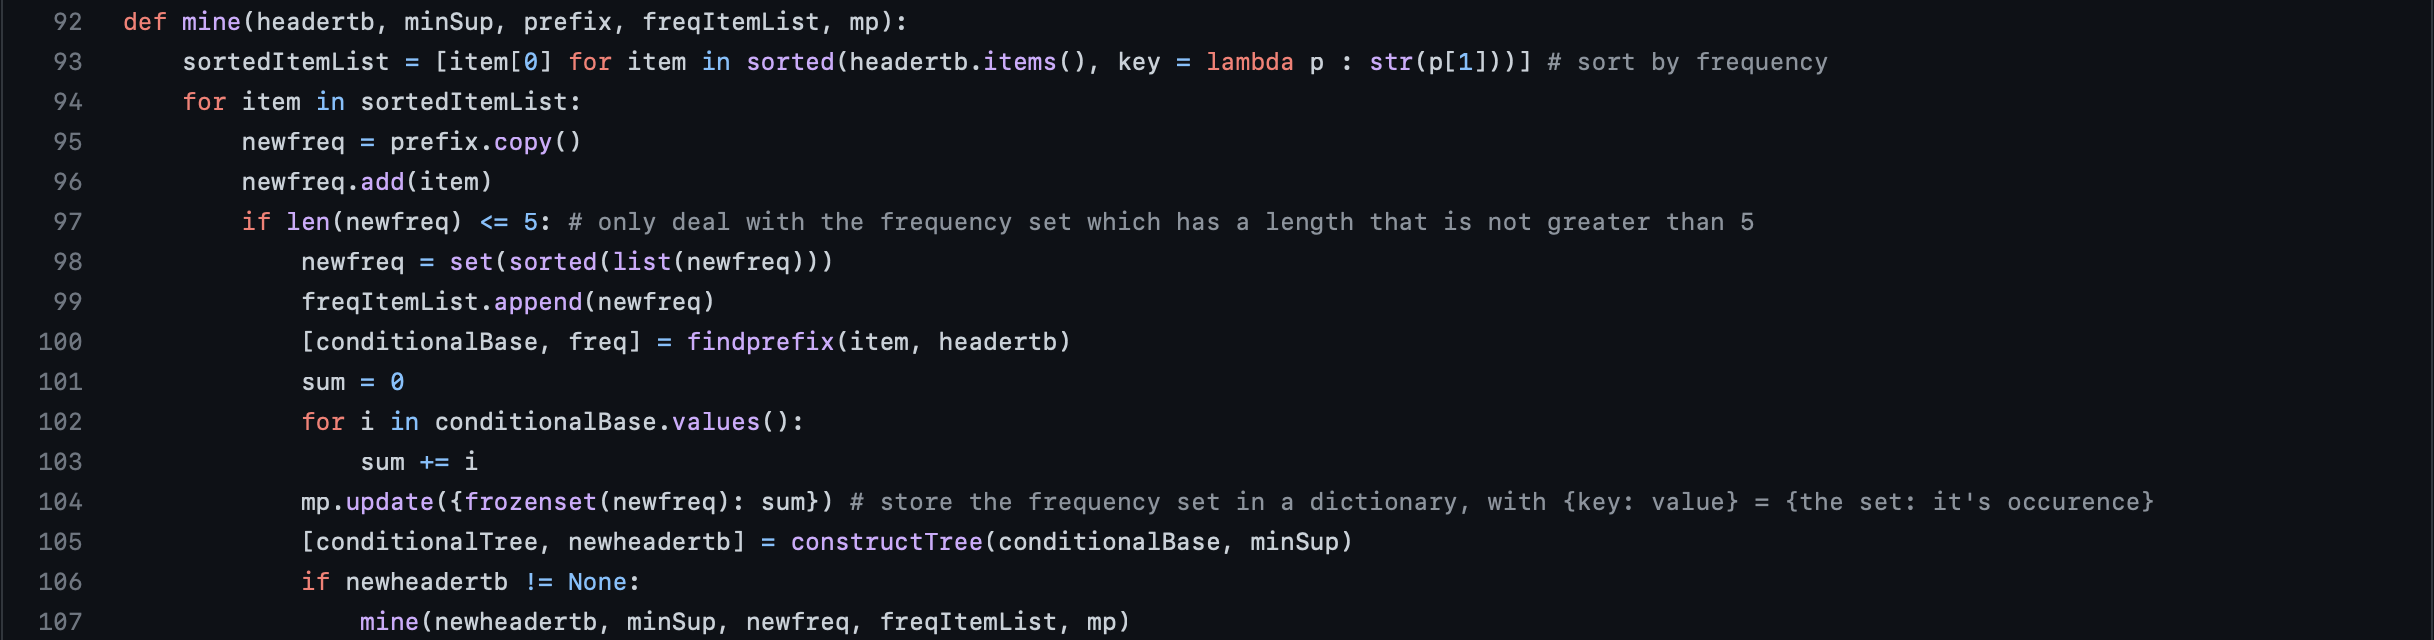 92 def mine(headertb, minSup, prefix, freqItemList, mp):
93     sortedItemList = [item[0] for item in sorted(headertb.items(), key = lambda p : str(p[1]))] # sort by frequency
94     for item in sortedItemList:
95         newfreq = prefix.copy()
96         newfreq.add(item)
97         if len(newfreq) <= 5: # only deal with the frequency set which has a length that is not greater than 5
98             newfreq = set(sorted(list(newfreq)))
99             freqItemList.append(newfreq)
100             [conditionalBase, freq] = findprefix(item, headertb)
101             sum = 0
102             for i in conditionalBase.values():
103                 sum += i
104             mp.update({frozenset(newfreq): sum}) # store the frequency set in a dictionary, with {key: value} = {the set: it's occurence}
105             [conditionalTree, newheadertb] = constructTree(conditionalBase, minSup)
106             if newheadertb != None:
107                 mine(newheadertb, minSup, newfreq, freqItemList, mp)